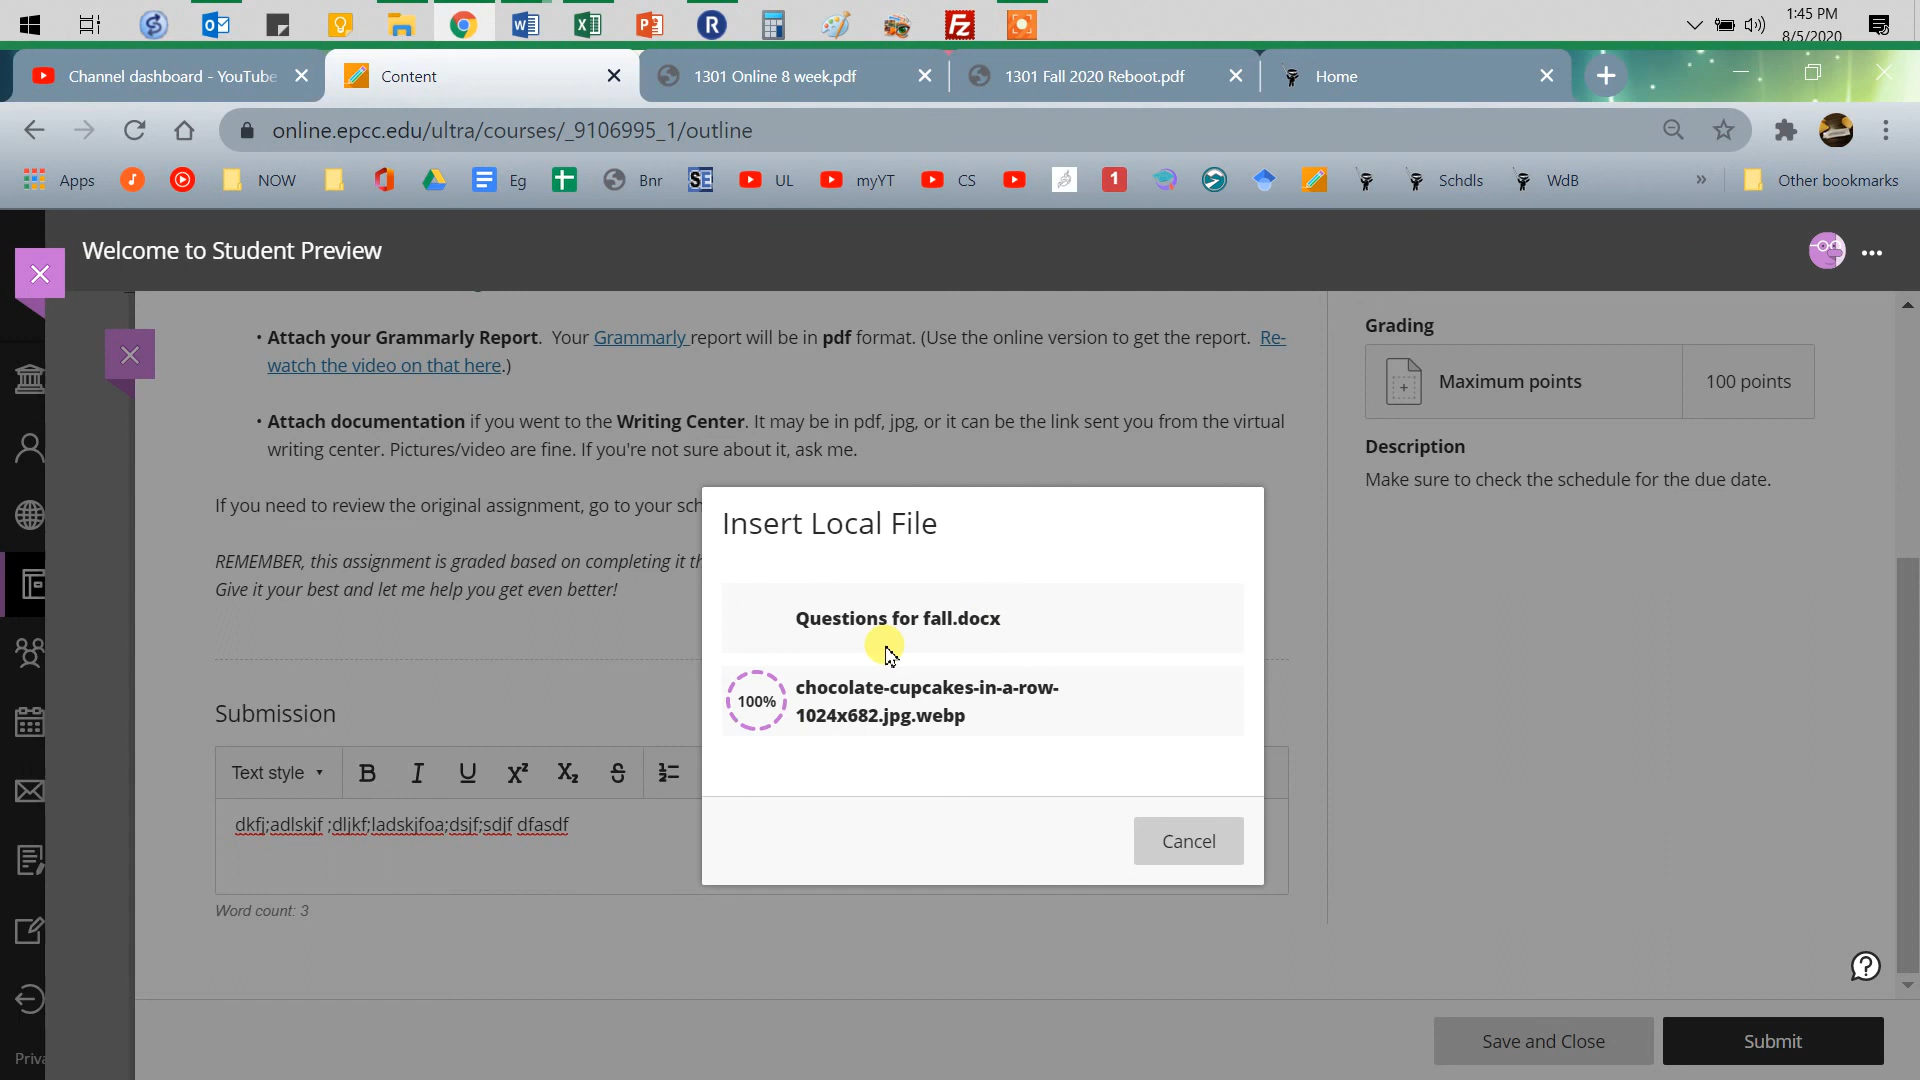 1:45 PM
8/5/2020
Channel dashboard - YouTube
Content
1301 Online 8 week.pdf
1301 Fall 2020 Reboot.pdf
Home
online.epcc.edu/ultra/courses/_9106995_1/outline
Apps
NOW
Eg
Bnr
SE
UL
myYT
CS
1
Schdls
WdB
»
Other bookmarks
Welcome to Student Preview
• Attach your Grammarly Report. Your Grammarly report will be in pdf format. (Use the online version to get the report. Re-
watch the video on that here.)
• Attach documentation if you went to the Writing Center. It may be in pdf, jpg, or it can be the link sent you from the virtual
writing center. Pictures/video are fine. If you're not sure about it, ask me.
If you need to review the original assignment, go to your
REMEMBER, this assignment is graded based on completing it
Give it your best and let me help you get even better!
Grading
Maximum points
100 points
Description
Make sure to check the schedule for the due date.
Insert Local File
Questions for fall.docx
100%
chocolate-cupcakes-in-a-row-
1024x682.jpg.webp
Cancel
Submission
Text style
B I U X² X₂ S
dkfj;adlskjf ;dljkf;ladskjfoa;dsjf;sdjf dfasdf
Word count: 3
Save and Close
Submit